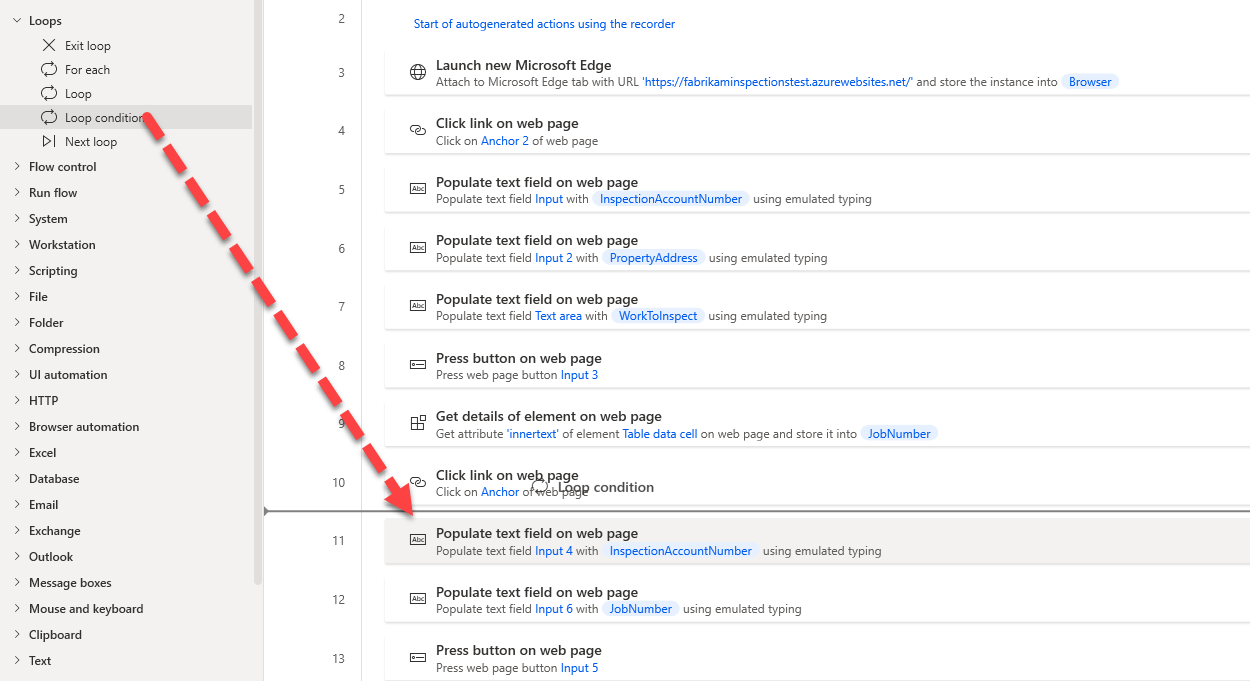 Loops
Exit loop
For each
Loop
Loop condition
Next loop
Flow control
Run flow
System
Workstation
Scripting
File
Folder
Compression
UI automation
HTTP
Browser automation
Excel
Database
Email
Exchange
Outlook
Message boxes
Mouse and keyboard
Clipboard
Text
2
Start of autogenerated actions using the recorder
3
Launch new Microsoft Edge
Attach to Microsoft Edge tab with URL 'https://fabrikaminspectionstest.azurewebsites.net/' and store the instance into Browser
4
Click link on web page
Click on Anchor 2 of web page
5
Abc
Populate text field on web page
Populate text field Input with InspectionAccountNumber using emulated typing
6
Abc
Populate text field on web page
Populate text field Input 2 with PropertyAddress using emulated typing
7
Abc
Populate text field on web page
Populate text field Text area with WorkToInspect using emulated typing
8
Press button on web page
Press web page button Input 3
9
Get details of element on web page
Get attribute 'innertext' of element Table data cell on web page and store it into JobNumber
10
Click link on web page
Click on Anchor of web page
Loop condition
11
Abc
Populate text field on web page
Populate text field Input 4 with InspectionAccountNumber using emulated typing
12
Abc
Populate text field on web page
Populate text field Input 6 with JobNumber using emulated typing
13
Press button on web page
Press web page button Input 5